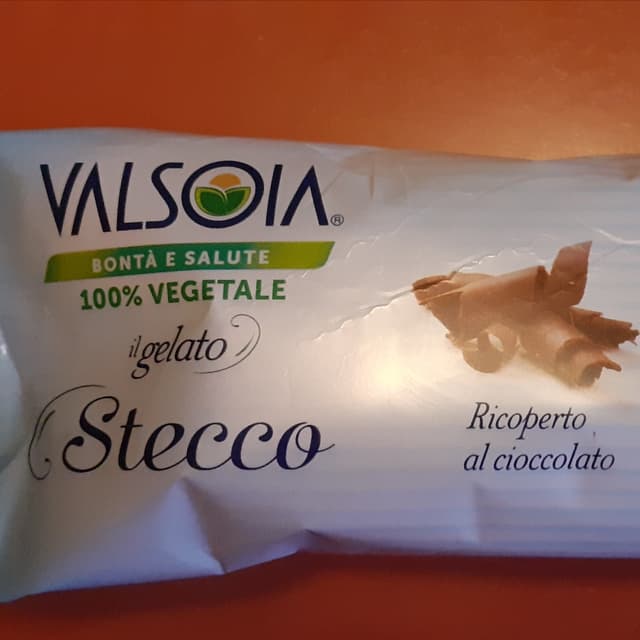 VALSOIA®
BONTÀ E SALUTE
100% VEGETALE
il gelato
Stecco
Ricoperto
al cioccolato